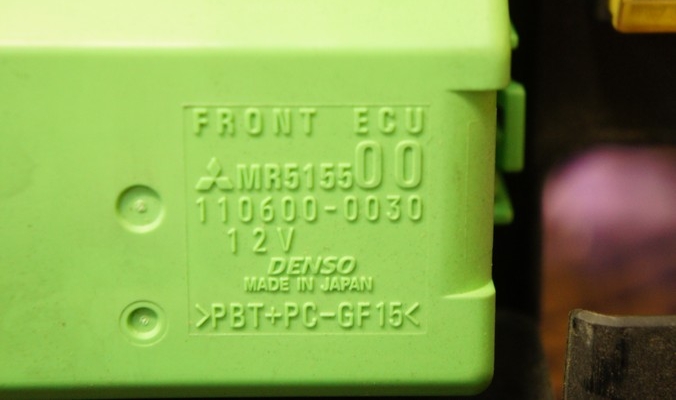 FRONT ECU
MR515500
110600-0030
12V
DENSO
MADE IN JAPAN
>PBT+PC-GF15<